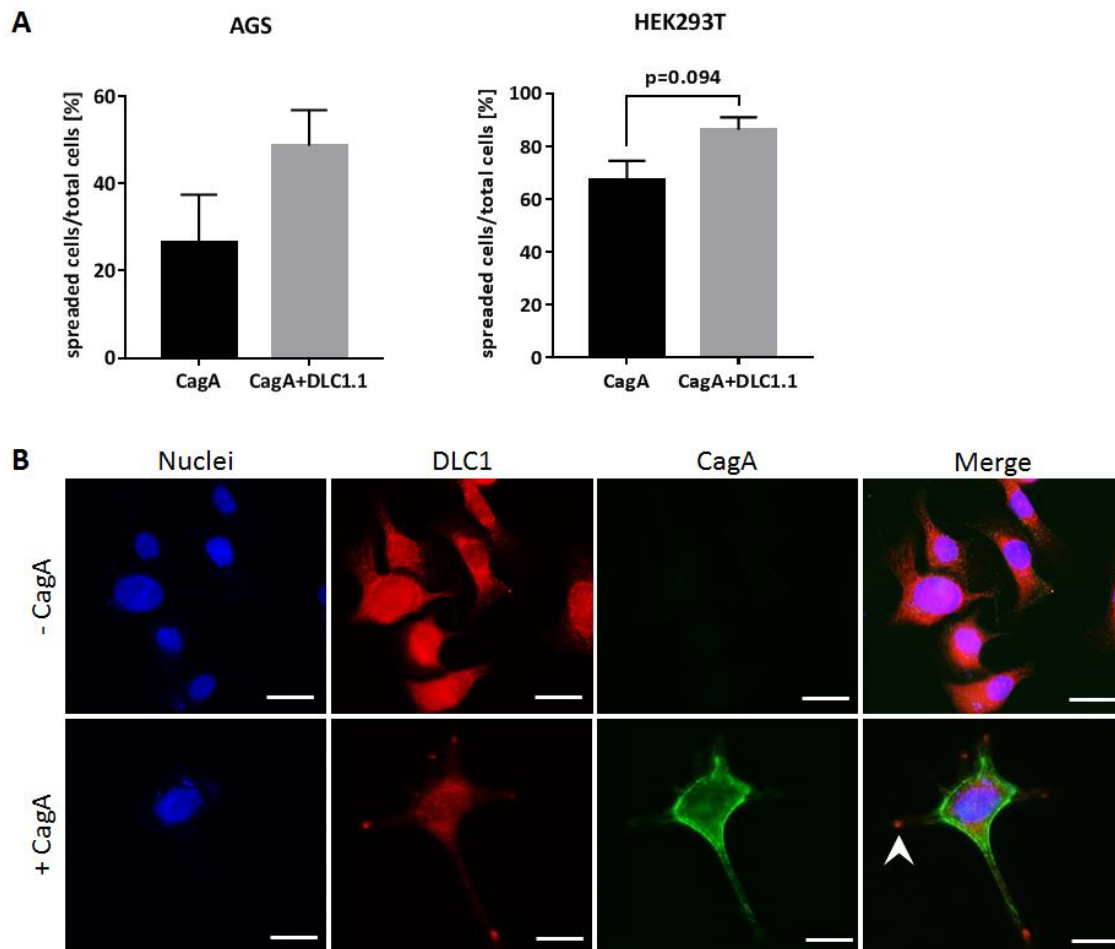 A
AGS
spreaded cells/total cells [%]
60
40
20
0
CagA
CagA+DLC1.1
HEK293T
p=0.094
spreaded cells/total cells [%]
100
80
60
40
20
0
CagA
CagA+DLC1.1
B
Nuclei
DLC1
CagA
Merge
- CagA
+ CagA